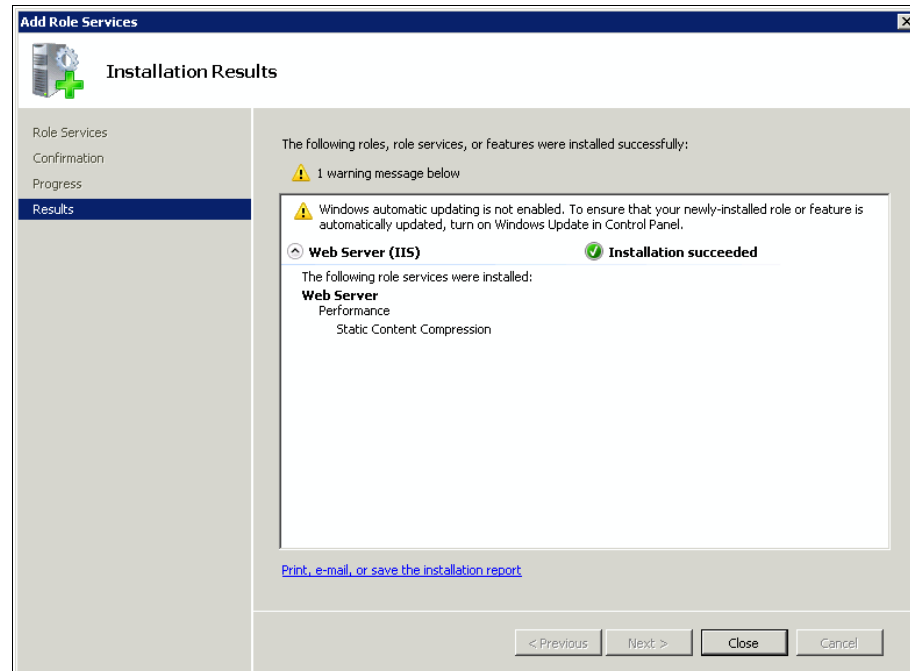 Add Role Services
Installation Results
Role Services
Confirmation
Progress
Results
The following roles, role services, or features were installed successfully:
1 warning message below
Windows automatic updating is not enabled. To ensure that your newly-installed role or feature is
automatically updated, turn on Windows Update in Control Panel.
Web Server (IIS) Installation succeeded
The following role services were installed:
Web Server
Performance
Static Content Compression
Print, e-mail, or save the installation report
< Previous Next > Close Cancel